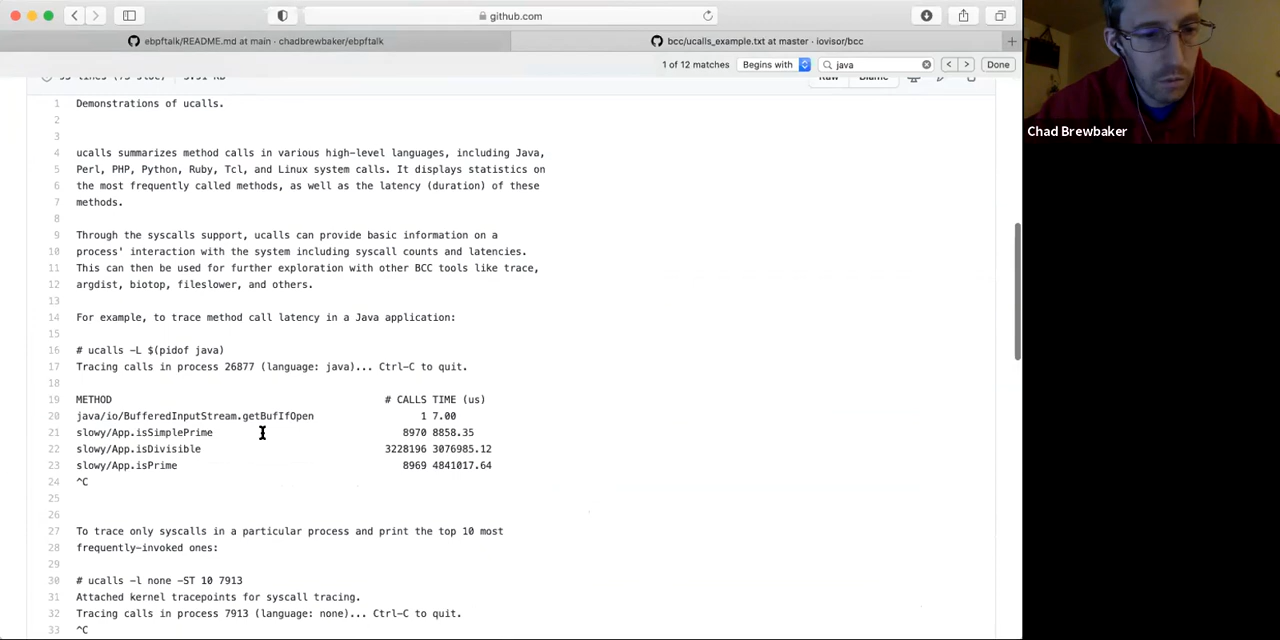 github.com
ebpftalk/README.md at main · chadbrewbaker/ebpftalk
bcc/ucalls_example.txt at master · iovisor/bcc
1 of 12 matches Begins with java Done
Raw Blame
1 Demonstrations of ucalls.
2
3
4 ucalls summarizes method calls in various high-level languages, including Java,
5 Perl, PHP, Python, Ruby, Tcl, and Linux system calls. It displays statistics on
6 the most frequently called methods, as well as the latency (duration) of these
7 methods.
8
9 Through the syscalls support, ucalls can provide basic information on a
10 process' interaction with the system including syscall counts and latencies.
11 This can then be used for further exploration with other BCC tools like trace,
12 argdist, biotop, fileslower, and others.
13
14 For example, to trace method call latency in a Java application:
15
16 # ucalls -L $(pidof java)
17 Tracing calls in process 26877 (language: java)... Ctrl-C to quit.
18
19 METHOD # CALLS TIME (us)
20 java/io/BufferedInputStream.getBufIfOpen 1 7.00
21 slowy/App.isSimplePrime 8970 8858.35
22 slowy/App.isDivisible 3228196 3076985.12
23 slowy/App.isPrime 8969 4841017.64
24 ^C
25
26
27 To trace only syscalls in a particular process and print the top 10 most
28 frequently-invoked ones:
29
30 # ucalls -l none -ST 10 7913
31 Attached kernel tracepoints for syscall tracing.
32 Tracing calls in process 7913 (language: none)... Ctrl-C to quit.
33 ^C
Chad Brewbaker